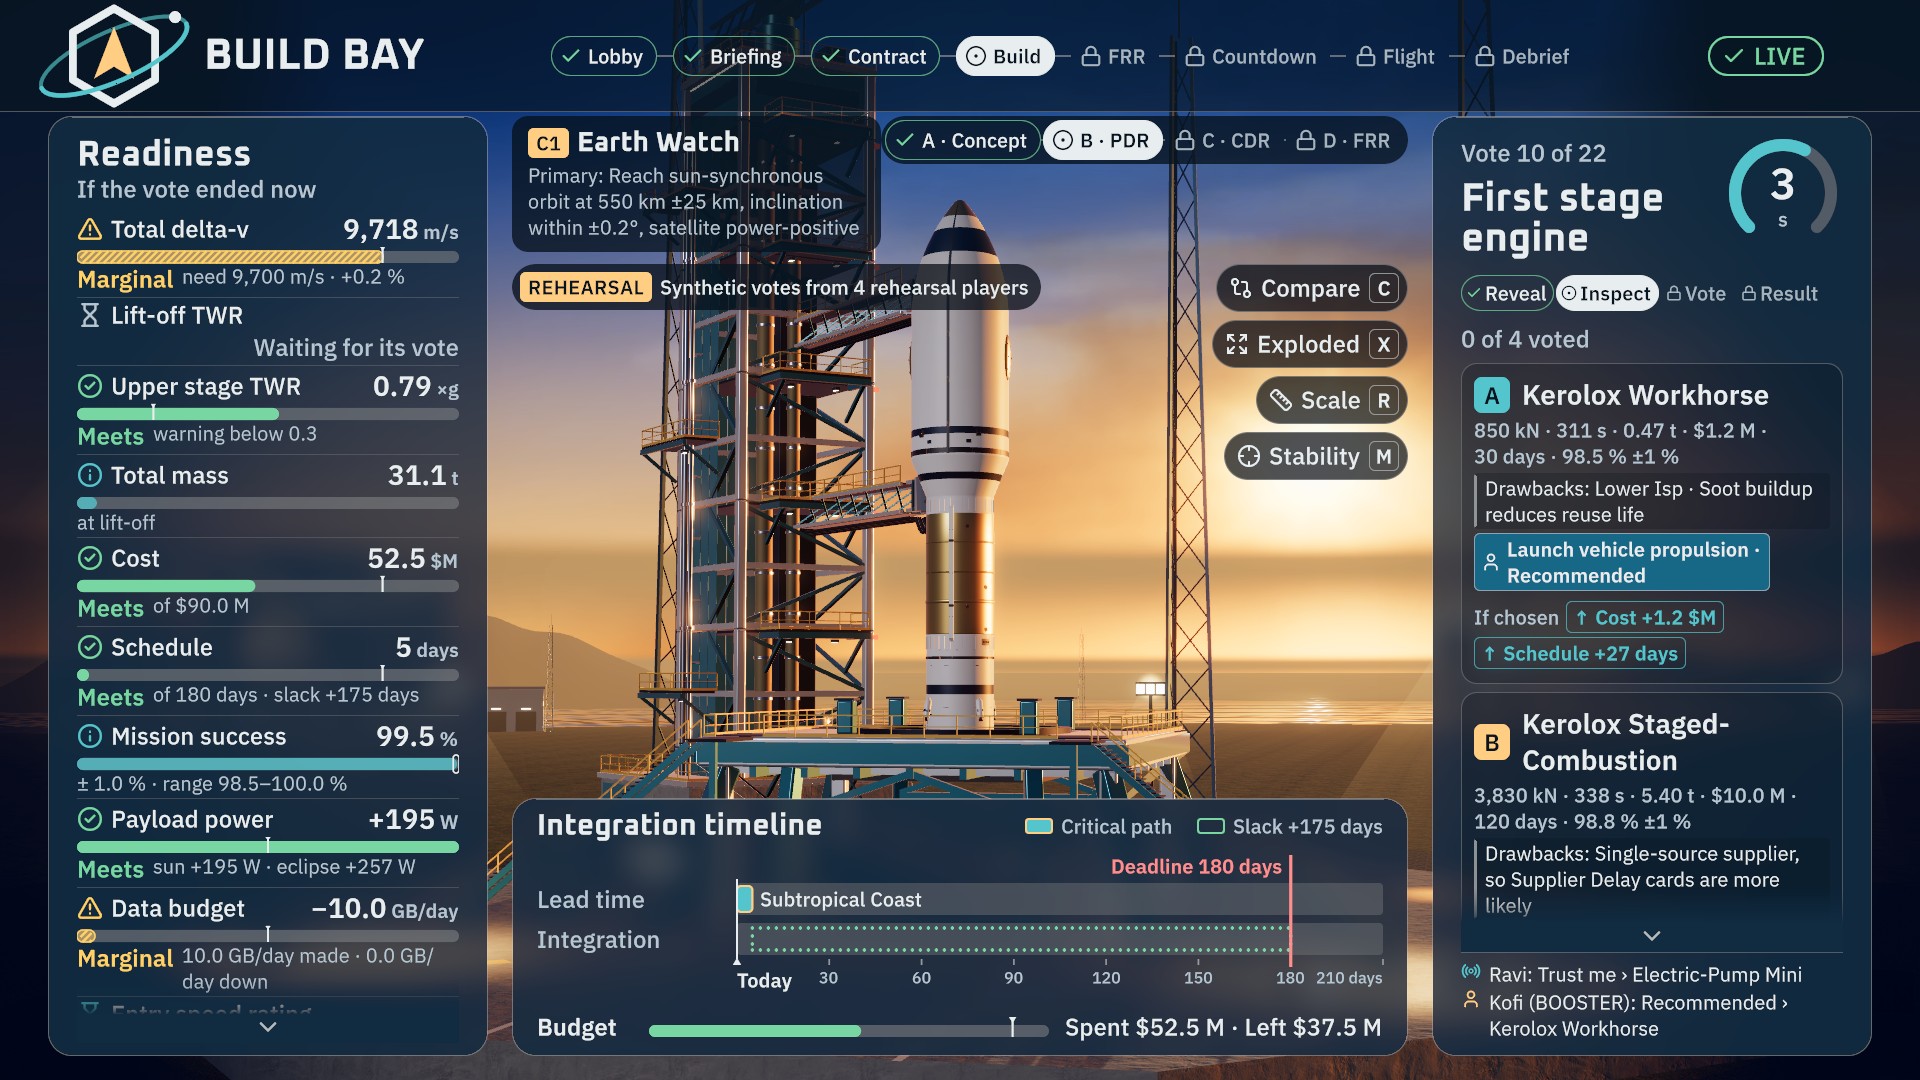 BUILD BAY
Lobby
Briefing
Contract
Build
FRR
Countdown
Flight
Debrief
LIVE
Readiness
If the vote ended now
Total delta-v 9,718 m/s
Marginal need 9,700 m/s · +0.2 %
Lift-off TWR
Waiting for its vote
Upper stage TWR 0.79 ×g
Meets warning below 0.3
Total mass 31.1 t
at lift-off
Cost 52.5 $M
Meets of $90.0 M
Schedule 5 days
Meets of 180 days · slack +175 days
Mission success 99.5 %
± 1.0 % · range 98.5–100.0 %
Payload power +195 W
Meets sun +195 W · eclipse +257 W
Data budget −10.0 GB/day
Marginal 10.0 GB/day made · 0.0 GB/
day down
Entry speed rating
C1 Earth Watch
Primary: Reach sun-synchronous
orbit at 550 km ±25 km, inclination
within ±0.2°, satellite power-positive
A · Concept
B · PDR
C · CDR
· D · FRR
REHEARSAL Synthetic votes from 4 rehearsal players
Compare C
Exploded X
Scale R
Stability M
Integration timeline
Critical path
Slack +175 days
Deadline 180 days
Lead time
Subtropical Coast
Integration
Today 30 60 90 120 150 180 210 days
Budget
Spent $52.5 M · Left $37.5 M
Vote 10 of 22
First stage
engine
3
s
Reveal
Inspect
Vote
Result
0 of 4 voted
A Kerolox Workhorse
850 kN · 311 s · 0.47 t · $1.2 M ·
30 days · 98.5 % ±1 %
Drawbacks: Lower Isp · Soot buildup
reduces reuse life
Launch vehicle propulsion ·
Recommended
If chosen ↑ Cost +1.2 $M
↑ Schedule +27 days
B Kerolox Staged-
Combustion
3,830 kN · 338 s · 5.40 t · $10.0 M ·
120 days · 98.8 % ±1 %
Drawbacks: Single-source supplier,
so Supplier Delay cards are more
likely
Ravi: Trust me › Electric-Pump Mini
Kofi (BOOSTER): Recommended ›
Kerolox Workhorse